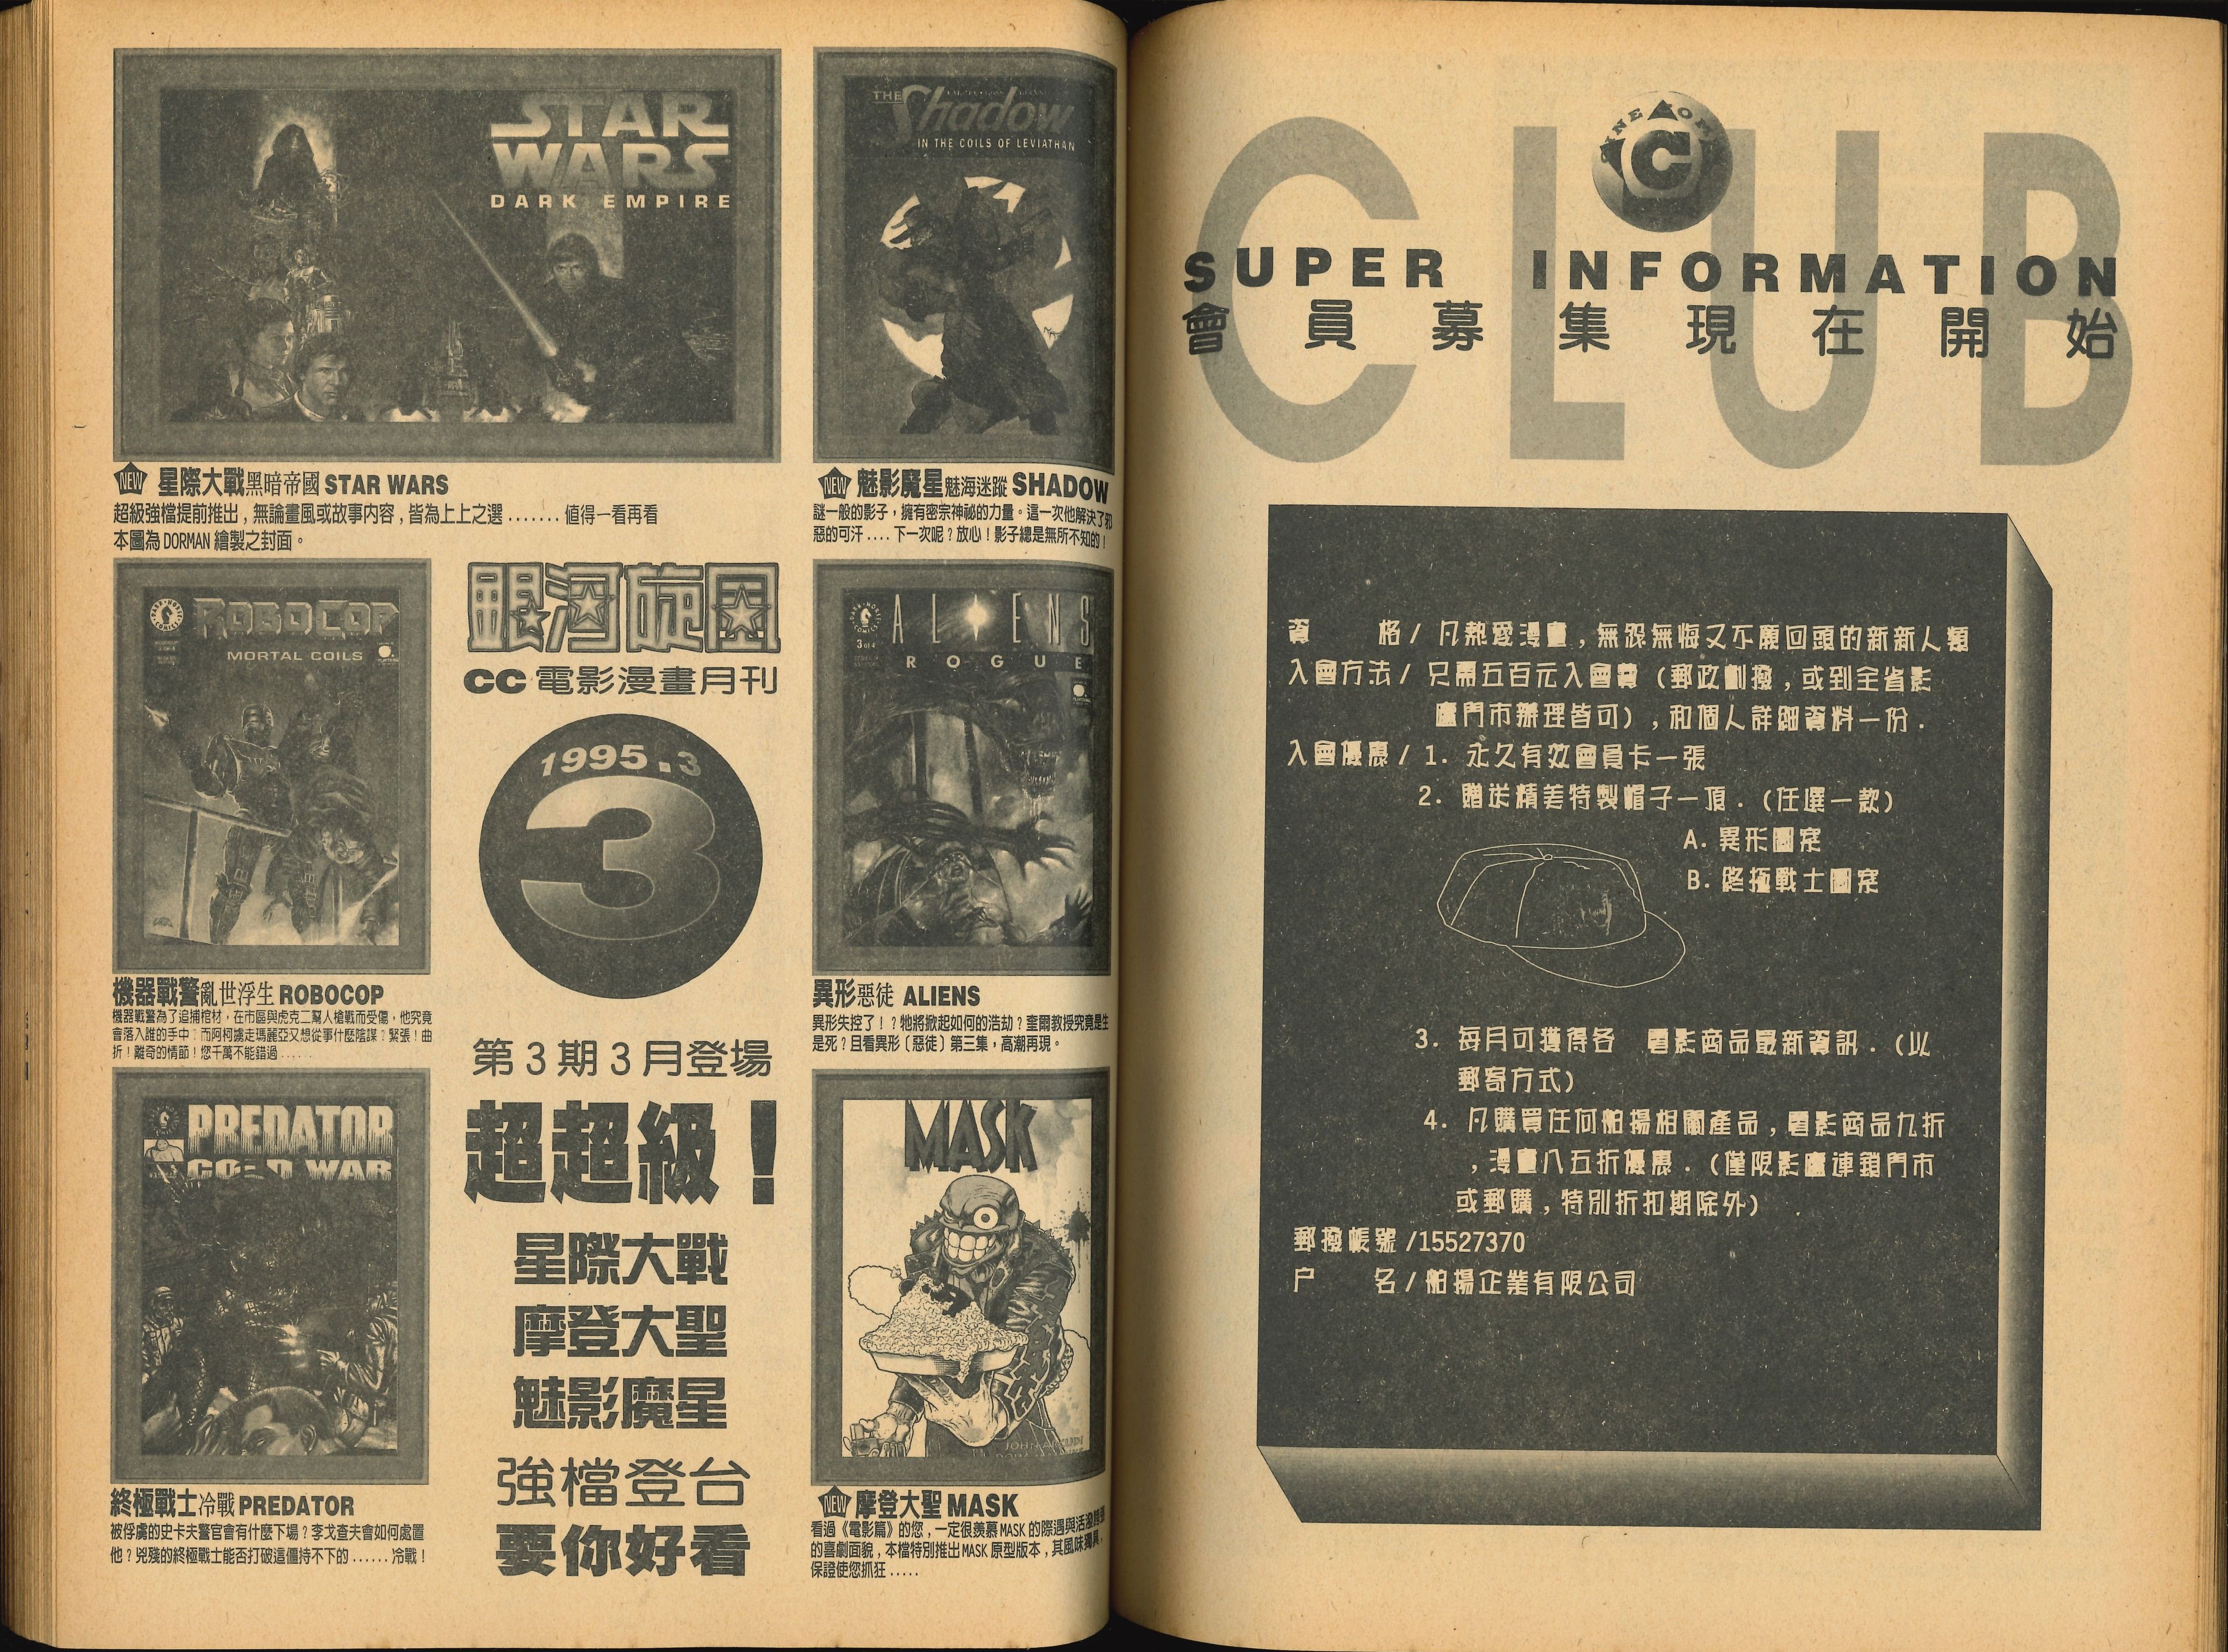 STAR
WARS
DARK EMPIRE
NEW 星際大戰黑暗帝國 STAR WARS
超級強檔提前推出，無論畫風或故事內容，皆為上上之選.......值得一看再看
本圖為DORMAN繪製之封面。
THE Shadow
IN THE COILS OF LEVIATHAN
NEW 魅影魔星魅海迷蹤 SHADOW
謎一般的影子，擁有密宗神祕的力量。這一次他解決了邪
惡的可汗....下一次呢？放心！影子總是無所不知的！
ROBOCOP
MORTAL COILS
機器戰警亂世浮生 ROBOCOP
機器戰警為了追捕棺材，在市區與虎克二幫人槍戰而受傷，他究竟
會落入誰的手中？而阿柯擄走瑪麗亞又想從事什麼陰謀？緊張！曲
折！離奇的情節！您千萬不能錯過......
銀河旋風
CC電影漫畫月刊
1995.3
3
第3期3月登場
超超級！
星際大戰
摩登大聖
魅影魔星
強檔登台
要你好看
ALIENS
3 of 4
ROGUE
異形惡徒 ALIENS
異形失控了！？牠將掀起如何的浩劫？奎爾教授究竟是生
是死？且看異形〔惡徒〕第三集，高潮再現。
PREDATOR
COLD WAR
終極戰士冷戰 PREDATOR
被俘虜的史卡夫警官會有什麼下場？李戈查夫會如何處置
他？兇殘的終極戰士能否打破這僵持不下的......冷戰！
MASK
NEW 摩登大聖 MASK
看過《電影篇》的您，一定很羨慕MASK的際遇與活潑
的喜劇面貌，本檔特別推出MASK原型版本，其風味獨異，
保證使您抓狂.....
C
CLUB
SUPER INFORMATION
會員募集現在開始
資格/凡熱愛漫畫，無怨無悔又不願回頭的新新人類
入會方法/只需五百元入會費（郵政劃撥，或到全省影
廬門市辦理皆可），和個人詳細資料一份．
入會優惠/1. 永久有效會員卡一張
2. 贈送精美特製帽子一頂．（任選一款）
A. 異形圖案
B. 終極戰士圖案
3. 每月可獲得各 電影商品最新資訊．（以
郵寄方式）
4. 凡購買任何舶揚相關產品，電影商品九折
，漫畫八五折優惠．（僅限影廬連鎖門市
或郵購，特別折扣期除外）
郵撥帳號/15527370
戶名/舶揚企業有限公司